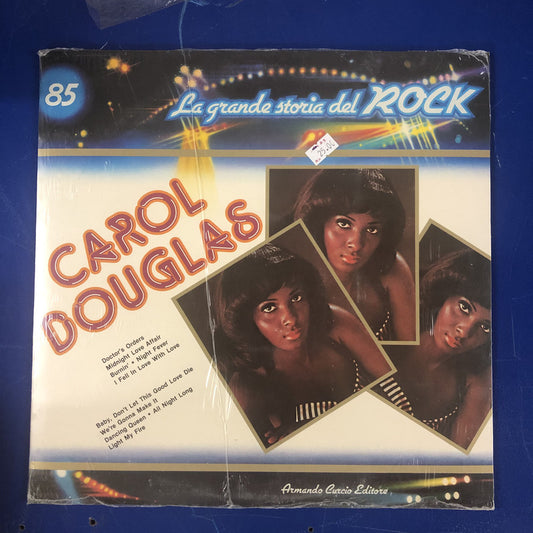 85
La grande storia del ROCK
25.00
CAROL
DOUGLAS
Doctor's Orders
Midnight Love Affair
Burnin' • Night Fever
I Fell In Love With Love
Baby, Don't Let This Good Love Die
We're Gonna Make It
Dancing Queen • All Night Long
Light My Fire
Armando Curcio Editore